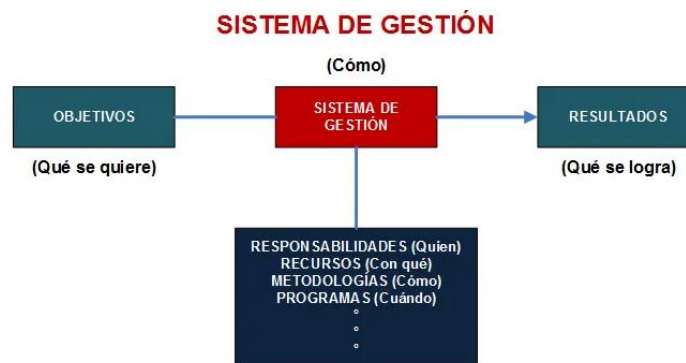 SISTEMA DE GESTIÓN
(Cómo)
OBJETIVOS
SISTEMA DE
GESTIÓN
RESULTADOS
(Qué se quiere)
(Qué se logra)
RESPONSABILIDADES (Quien)
RECURSOS (Con qué)
METODOLOGÍAS (Cómo)
PROGRAMAS (Cuándo)
°
°
°